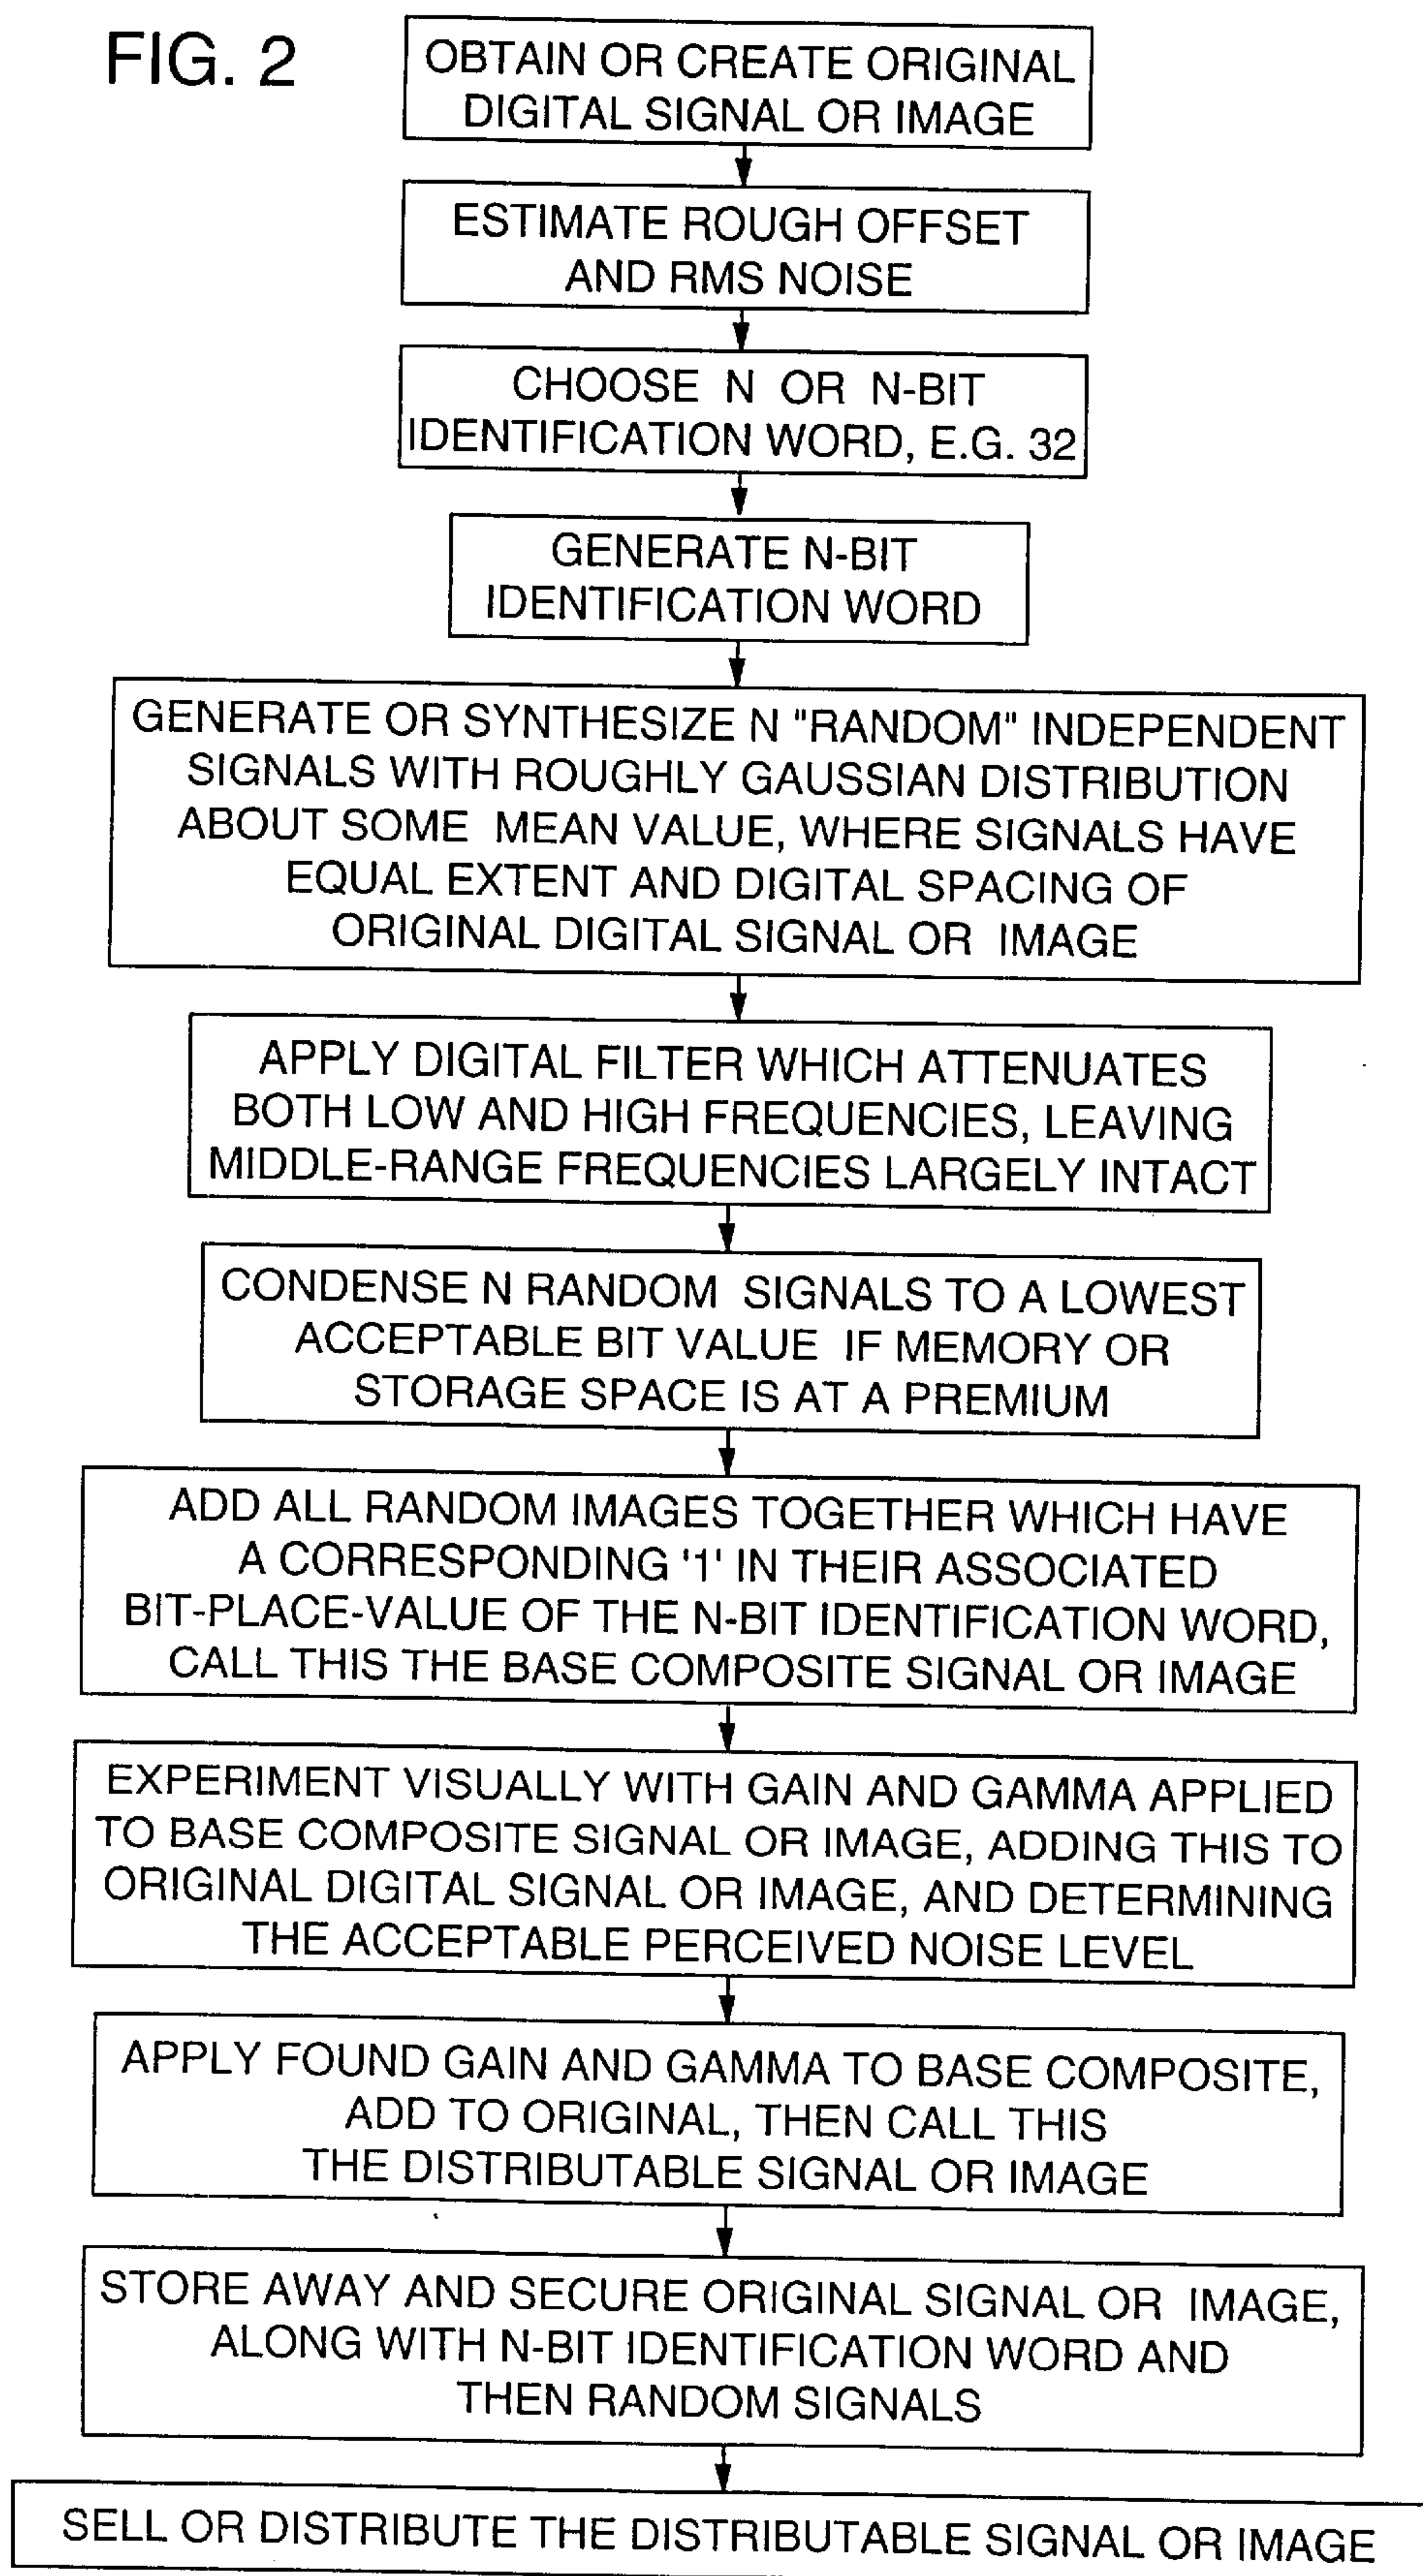 FIG. 2
OBTAIN OR CREATE ORIGINAL
DIGITAL SIGNAL OR IMAGE
ESTIMATE ROUGH OFFSET
AND RMS NOISE
CHOOSE N OR N-BIT
IDENTIFICATION WORD, E.G. 32
GENERATE N-BIT
IDENTIFICATION WORD
GENERATE OR SYNTHESIZE N "RANDOM" INDEPENDENT
SIGNALS WITH ROUGHLY GAUSSIAN DISTRIBUTION
ABOUT SOME MEAN VALUE, WHERE SIGNALS HAVE
EQUAL EXTENT AND DIGITAL SPACING OF
ORIGINAL DIGITAL SIGNAL OR IMAGE
APPLY DIGITAL FILTER WHICH ATTENUATES
BOTH LOW AND HIGH FREQUENCIES, LEAVING
MIDDLE-RANGE FREQUENCIES LARGELY INTACT
CONDENSE N RANDOM SIGNALS TO A LOWEST
ACCEPTABLE BIT VALUE IF MEMORY OR
STORAGE SPACE IS AT A PREMIUM
ADD ALL RANDOM IMAGES TOGETHER WHICH HAVE
A CORRESPONDING '1' IN THEIR ASSOCIATED
BIT-PLACE-VALUE OF THE N-BIT IDENTIFICATION WORD,
CALL THIS THE BASE COMPOSITE SIGNAL OR IMAGE
EXPERIMENT VISUALLY WITH GAIN AND GAMMA APPLIED
TO BASE COMPOSITE SIGNAL OR IMAGE, ADDING THIS TO
ORIGINAL DIGITAL SIGNAL OR IMAGE, AND DETERMINING
THE ACCEPTABLE PERCEIVED NOISE LEVEL
APPLY FOUND GAIN AND GAMMA TO BASE COMPOSITE,
ADD TO ORIGINAL, THEN CALL THIS
THE DISTRIBUTABLE SIGNAL OR IMAGE
STORE AWAY AND SECURE ORIGINAL SIGNAL OR IMAGE,
ALONG WITH N-BIT IDENTIFICATION WORD AND
THEN RANDOM SIGNALS
SELL OR DISTRIBUTE THE DISTRIBUTABLE SIGNAL OR IMAGE